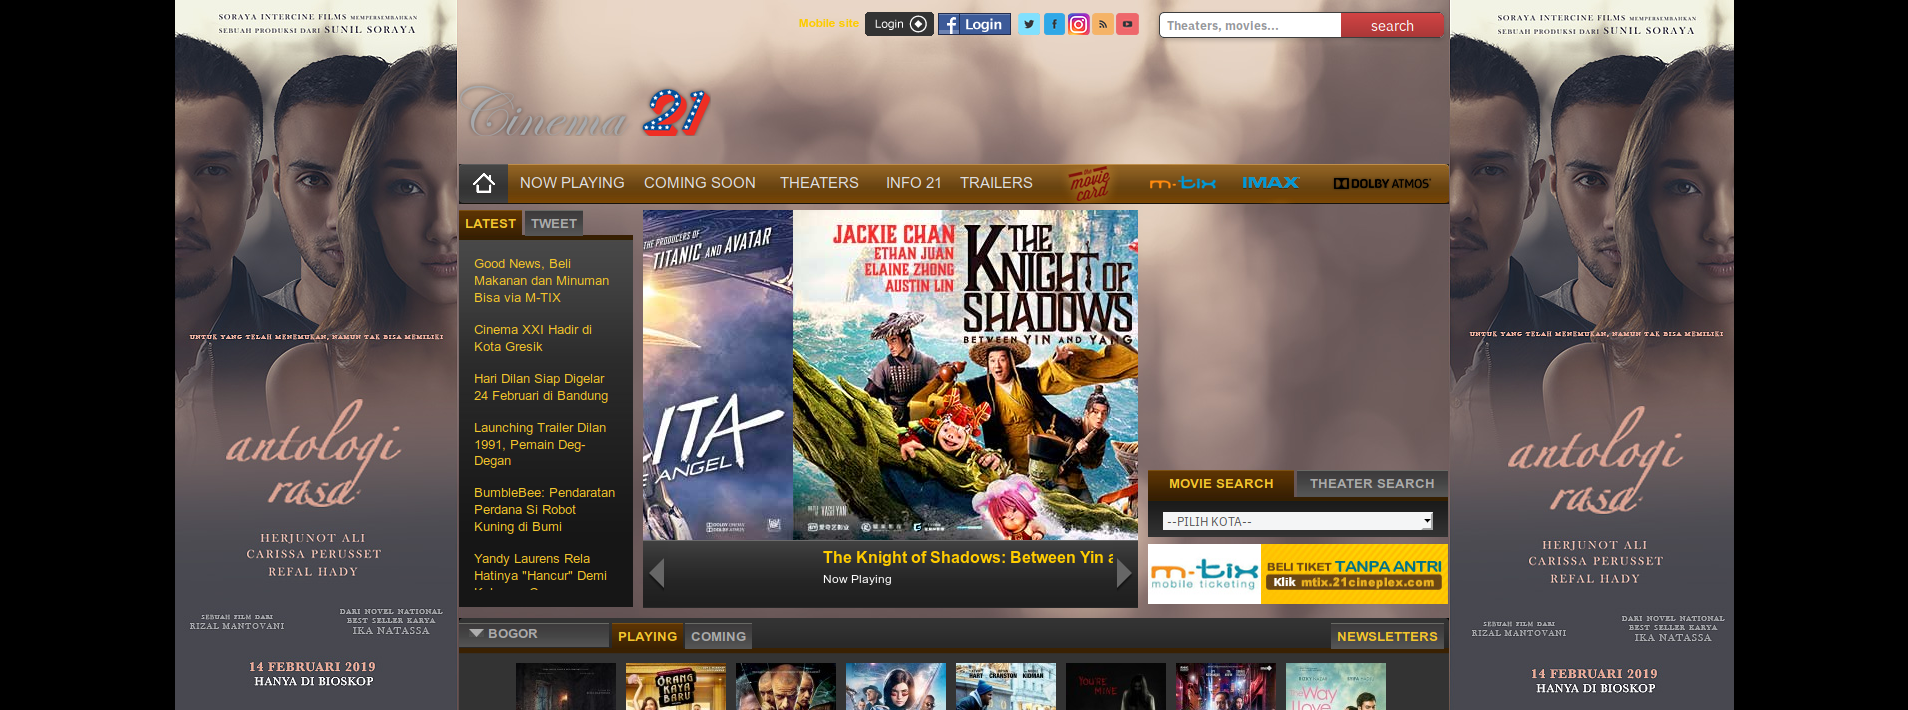 SORAYA INTERCINE FILMS MEMPERSEMBAHKAN
SEBUAH PRODUKSI DARI SUNIL SORAYA
UNTUK YANG TELAH MENEMUKAN, NAMUN TAK BISA MEMILIKI
antologi
rasa
HERJUNOT ALI
CARISSA PERUSSET
REFAL HADY
SEBUAH FILM DARI
RIZAL MANTOVANI
DARI NOVEL NATIONAL
BEST SELLER KARYA
IKA NATASSA
14 FEBRUARI 2019
HANYA DI BIOSKOP
Mobile site
Login
f Login
Theaters, movies...
search
Cinema 21
NOW PLAYING
COMING SOON
THEATERS
INFO 21
TRAILERS
the movie card
m-tix
IMAX
DOLBY ATMOS
LATEST
TWEET
Good News, Beli
Makanan dan Minuman
Bisa via M-TIX
Cinema XXI Hadir di
Kota Gresik
Hari Dilan Siap Digelar
24 Februari di Bandung
Launching Trailer Dilan
1991, Pemain Deg-
Degan
BumbleBee: Pendaratan
Perdana Si Robot
Kuning di Bumi
Yandy Laurens Rela
Hatinya "Hancur" Demi
THE PRODUCERS OF
TITANIC AND AVATAR
LITA
ANGEL
DOLBY CINEMA
DOLBY ATMOS
JACKIE CHAN
ETHAN JUAN
ELAINE ZHONG
AUSTIN LIN
THE
KNIGHT OF
SHADOWS
BETWEEN YIN AND YANG
VASH YAN
The Knight of Shadows: Between Yin a
Now Playing
MOVIE SEARCH
THEATER SEARCH
--PILIH KOTA--
m-tix
mobile ticketing
BELI TIKET TANPA ANTRI
Klik mtix.21cineplex.com
BOGOR
PLAYING
COMING
NEWSLETTERS
ORANG
KAYA
BARU
HART CRANSTON KIDMAN
YOU'RE
MINE
the Way
I Love
SORAYA INTERCINE FILMS MEMPERSEMBAHKAN
SEBUAH PRODUKSI DARI SUNIL SORAYA
UNTUK YANG TELAH MENEMUKAN, NAMUN TAK BISA MEMILIKI
antologi
rasa
HERJUNOT ALI
CARISSA PERUSSET
REFAL HADY
SEBUAH FILM DARI
RIZAL MANTOVANI
DARI NOVEL NATIONAL
BEST SELLER KARYA
IKA NATASSA
14 FEBRUARI 2019
HANYA DI BIOSKOP